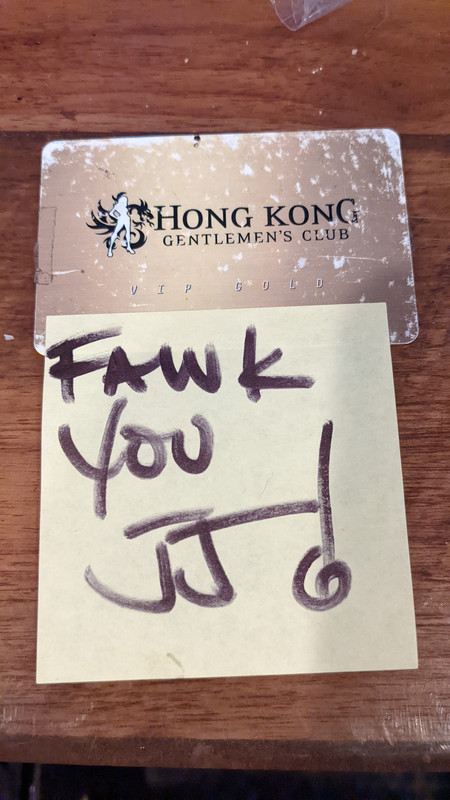 HONG KONG
GENTLEMEN'S CLUB
VIP GOLD
FAWK
YOU
JJ!